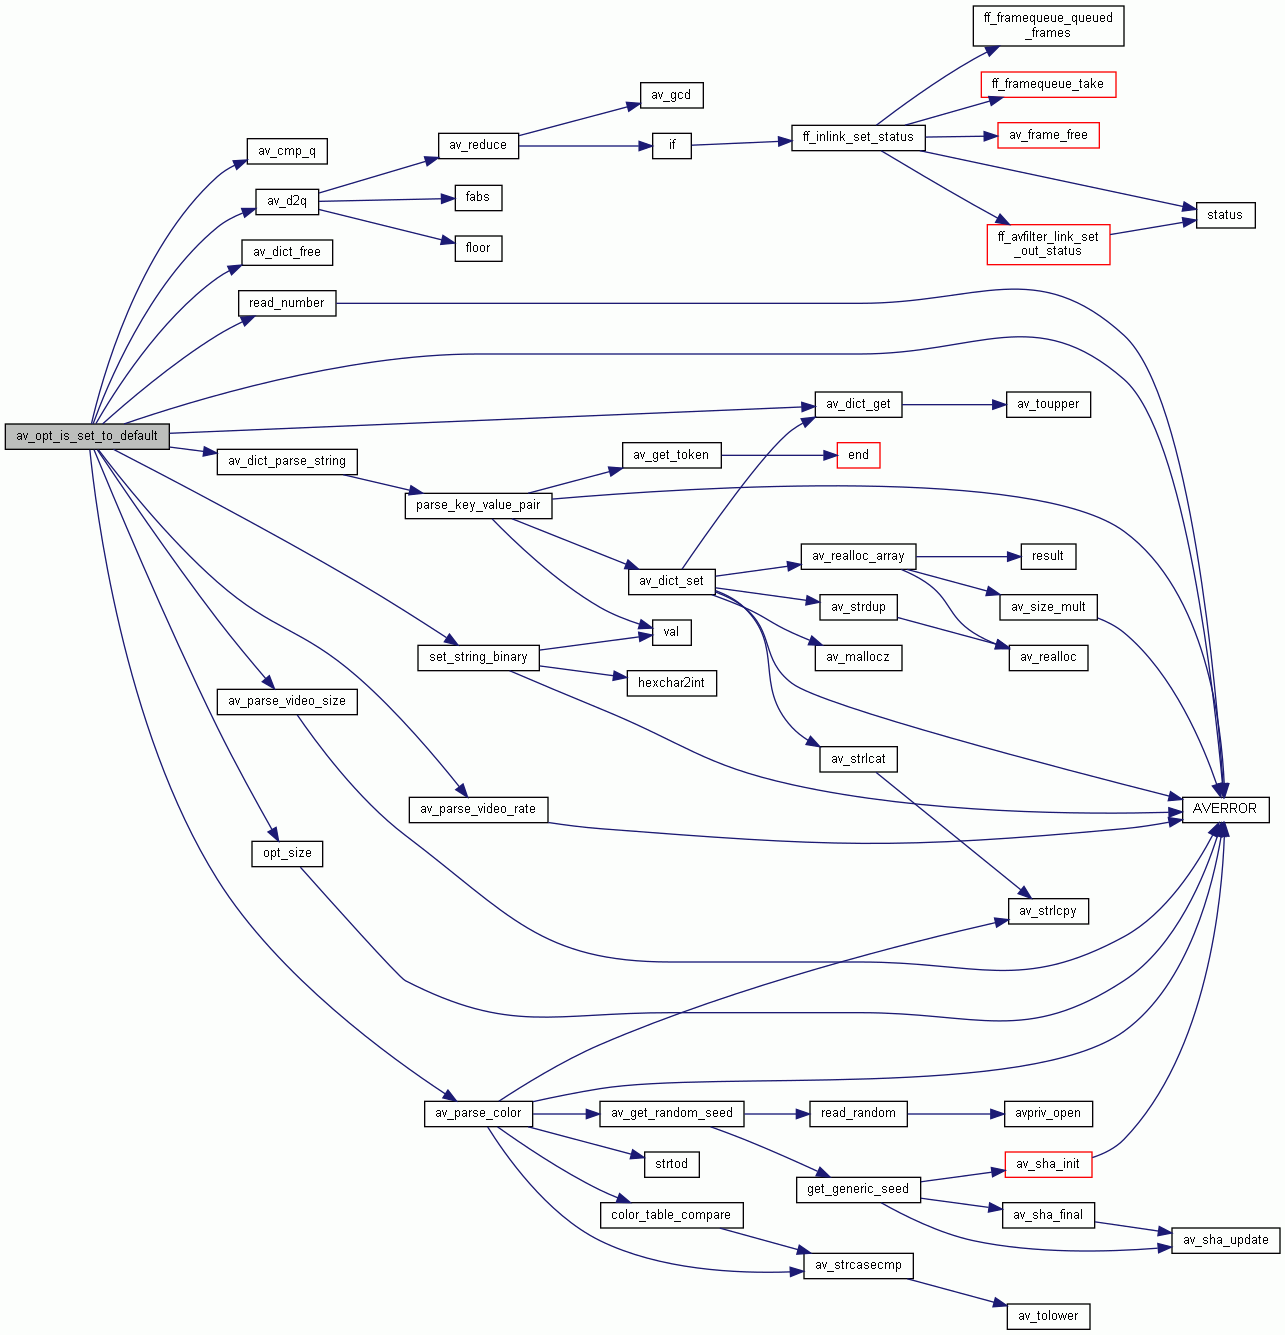 ff_framequeue_queued
_frames
ff_framequeue_take
av_gcd
av_frame_free
ff_inlink_set_status
av_reduce
if
av_cmp_q
fabs
av_d2q
status
ff_avfilter_link_set
_out_status
floor
av_dict_free
read_number
av_dict_get
av_toupper
av_opt_is_set_to_default
av_get_token
end
av_dict_parse_string
parse_key_value_pair
av_realloc_array
result
av_dict_set
av_strdup
av_size_mult
val
set_string_binary
av_mallocz
av_realloc
hexchar2int
av_parse_video_size
av_strlcat
av_parse_video_rate
AVERROR
opt_size
av_strlcpy
av_parse_color
av_get_random_seed
read_random
avpriv_open
strtod
av_sha_init
get_generic_seed
color_table_compare
av_sha_final
av_sha_update
av_strcasecmp
av_tolower